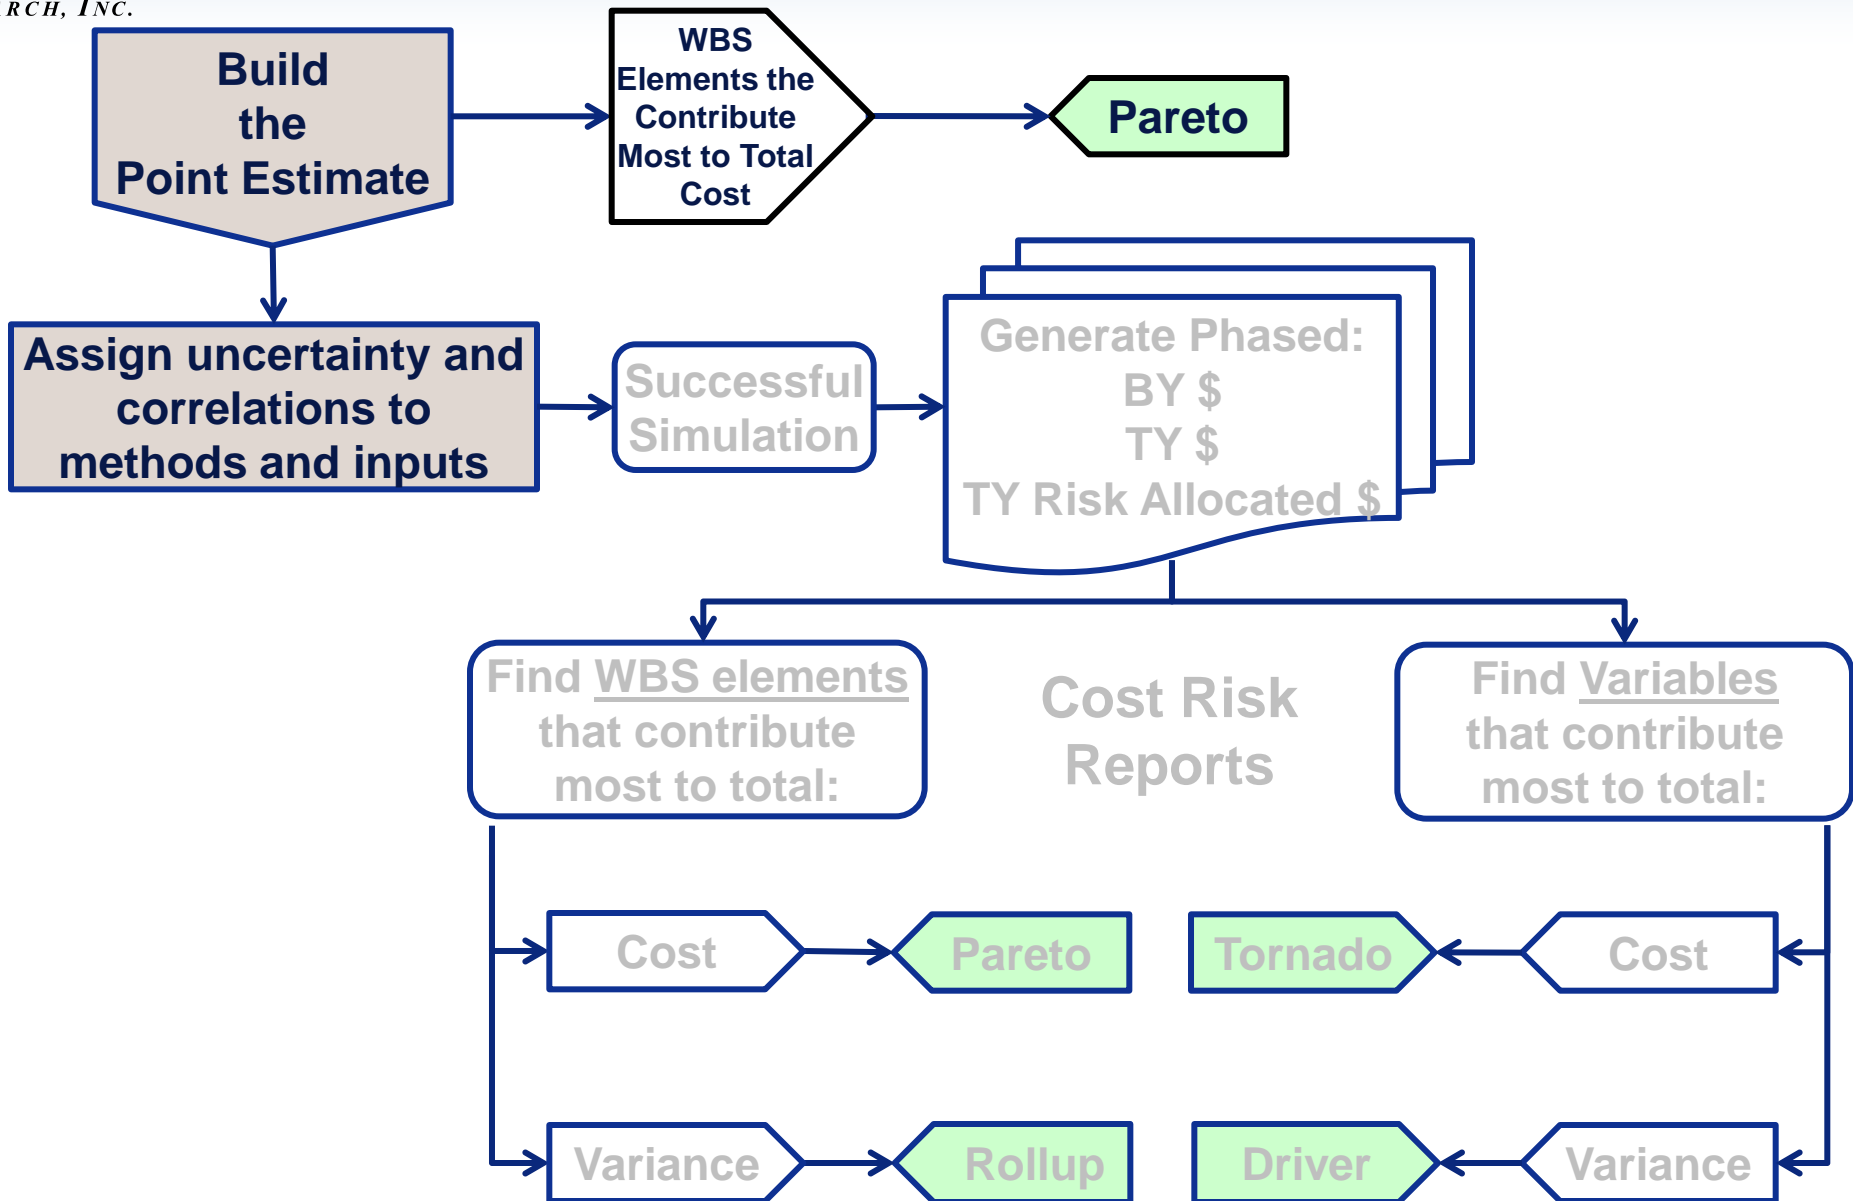 ARCH, INC.
Build
the
Point Estimate
WBS
Elements the
Contribute
Most to Total
Cost
Pareto
Assign uncertainty and
correlations to
methods and inputs
Successful
Simulation
Generate Phased:
BY $
TY $
TY Risk Allocated $
Find WBS elements
that contribute
most to total:
Cost Risk
Reports
Find Variables
that contribute
most to total:
Cost
Pareto
Tornado
Cost
Variance
Rollup
Driver
Variance